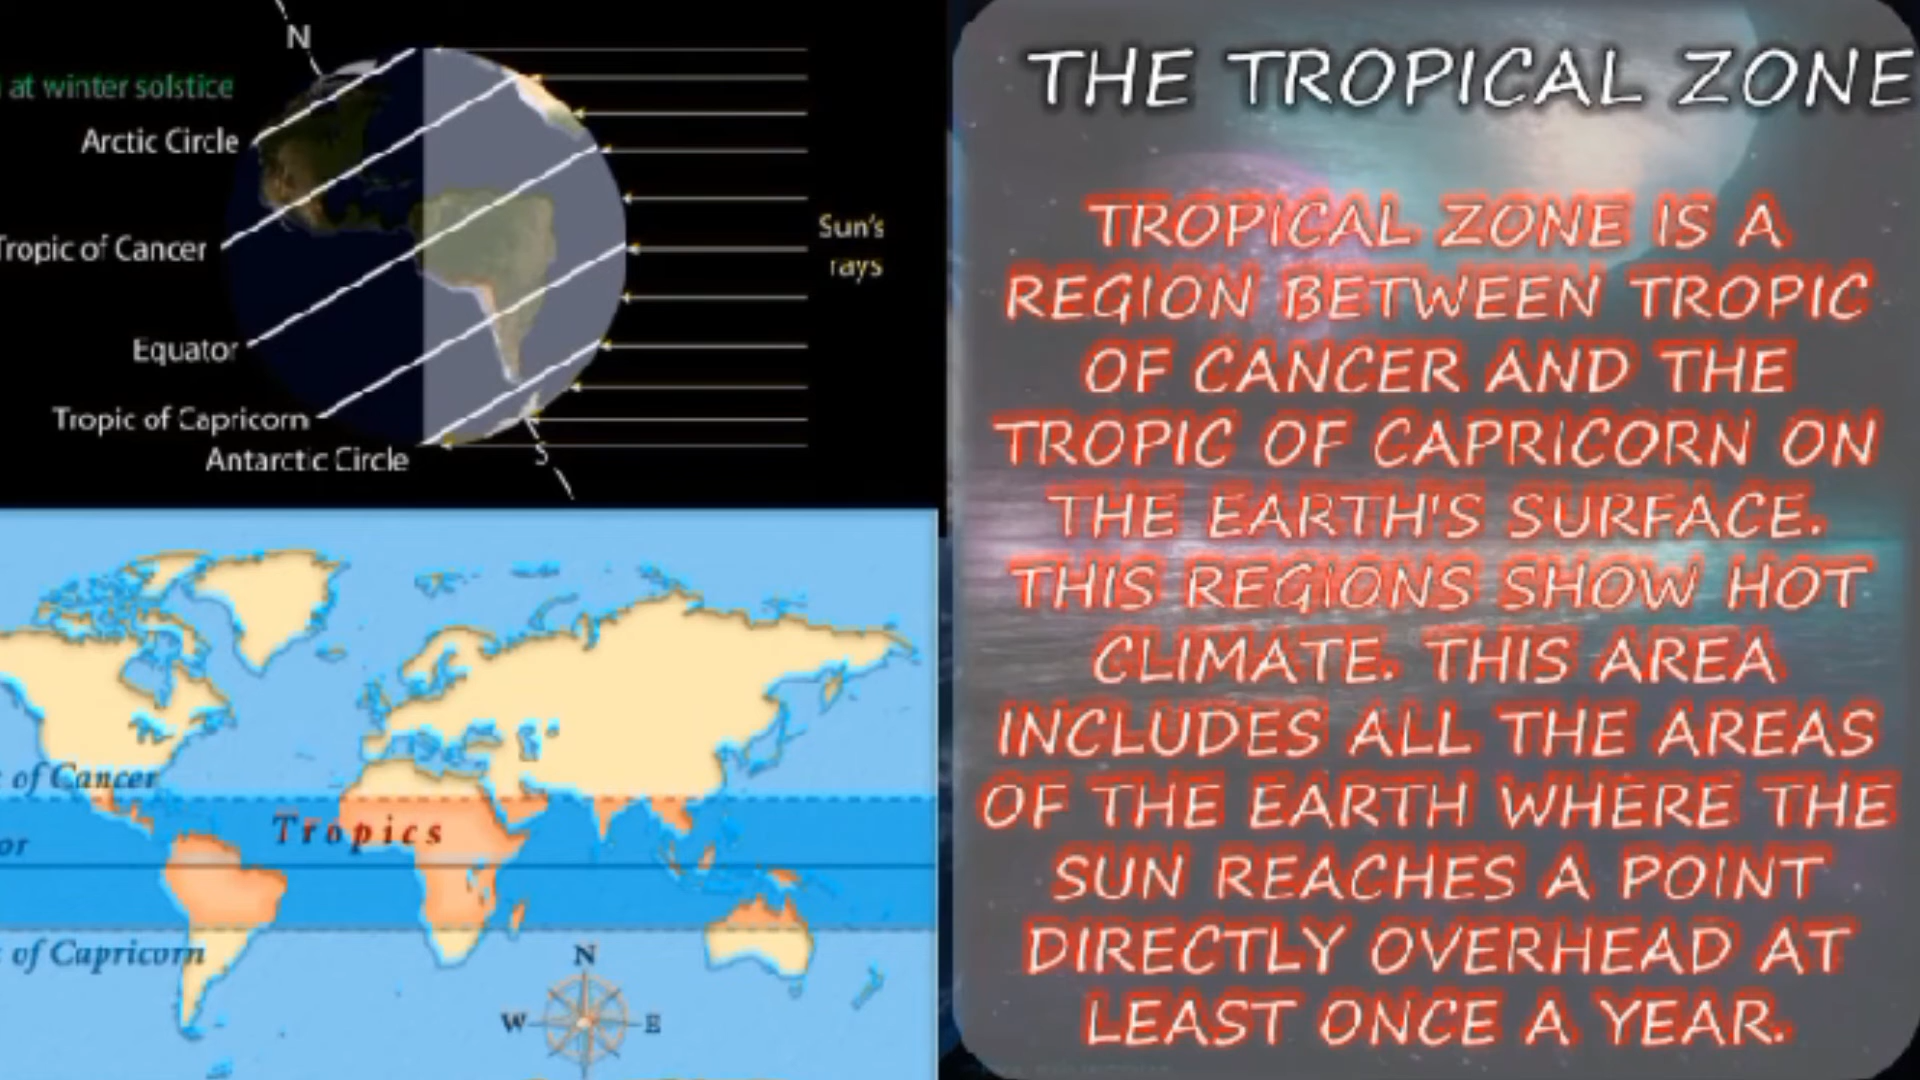 N
at winter solstice
Arctic Circle
Tropic of Cancer
Sun's
rays
Equator
Tropic of Capricorn
Antarctic Circle
S
of Cancer
Tropics
or
of Capricorn
N
W
E
THE TROPICAL ZONE
TROPICAL ZONE IS A
REGION BETWEEN TROPIC
OF CANCER AND THE
TROPIC OF CAPRICORN ON
THE EARTH'S SURFACE.
THIS REGIONS SHOW HOT
CLIMATE. THIS AREA
INCLUDES ALL THE AREAS
OF THE EARTH WHERE THE
SUN REACHES A POINT
DIRECTLY OVERHEAD AT
LEAST ONCE A YEAR.